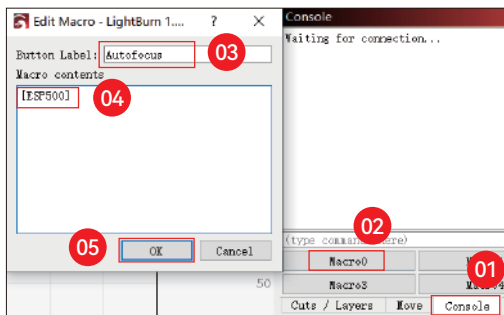 Edit Macro - LightBurn 1.... ? ×
Button Label: Autofocus
03
Macro contents
[ESP500]
04
05
OK
Cancel
Console
Waiting for connection...
02
(type command here)
Macro0
01
Macro3
50
Cuts / Layers
Move
Console